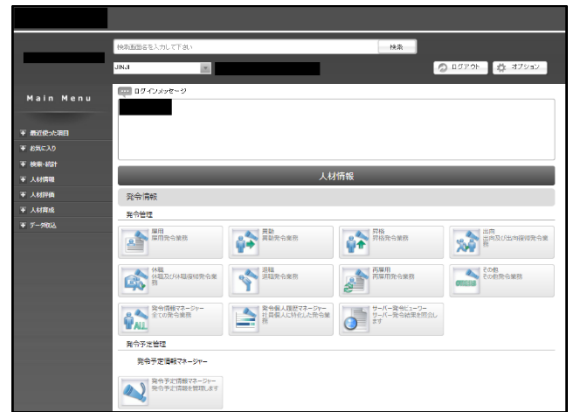 検索画面名を入力して下さい
検索
JINJI
ログアウト
オプション
Main Menu
最近使った項目
お気に入り
検索・統計
人材情報
人材評価
人材育成
データ取込
ログインメッセージ
人材情報
発令情報
発令管理
雇用
雇用発令業務
異動
異動発令業務
昇格
昇格発令業務
出向
出向及び出向復帰発令業務
休職
休職及び休職復帰発令業務
退職
退職発令業務
再雇用
再雇用発令業務
その他
その他発令業務
発令情報マネージャー
全ての発令業務
発令個人履歴マネージャー
社員個人に特化した発令業務
サーバー発令ビューワー
サーバー発令結果を照会します
発令予定管理
発令予定情報マネージャー
発令予定情報マネージャー
発令予定情報を管理します